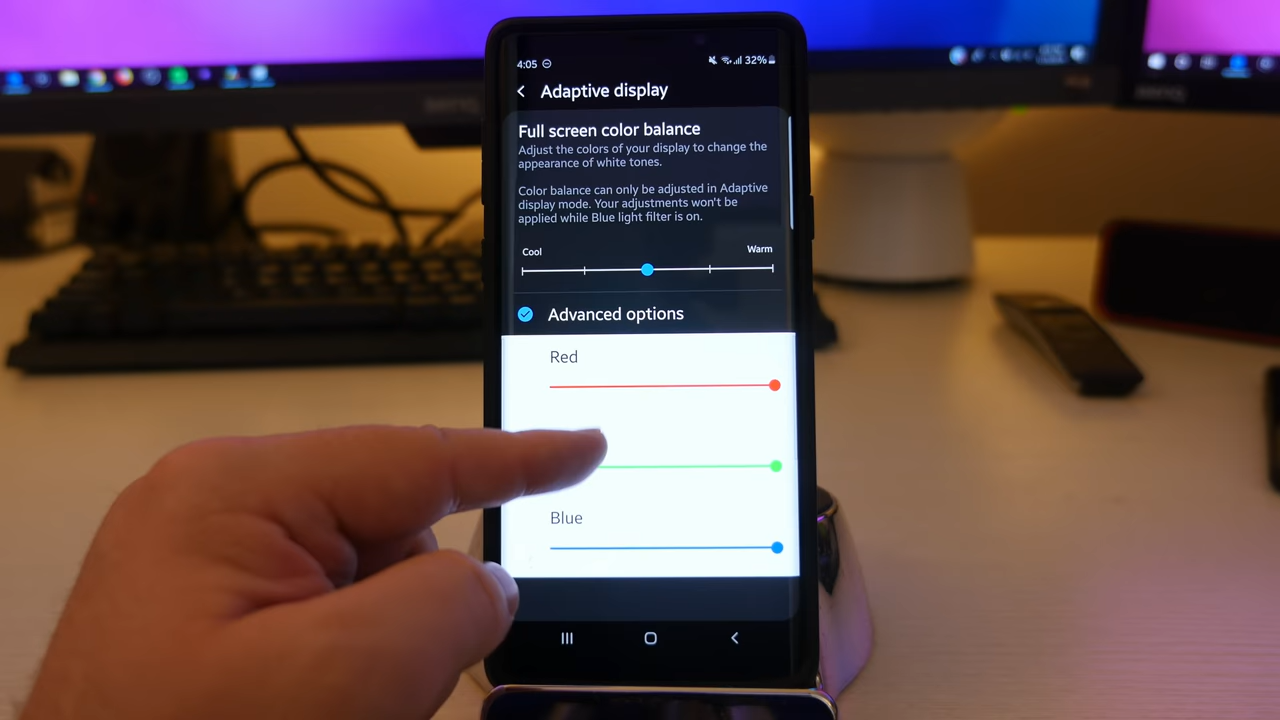 4:05
32%
Adaptive display
Full screen color balance
Adjust the colors of your display to change the
appearance of white tones.
Color balance can only be adjusted in Adaptive
display mode. Your adjustments won't be
applied while Blue light filter is on.
Cool Warm
Advanced options
Red
Blue